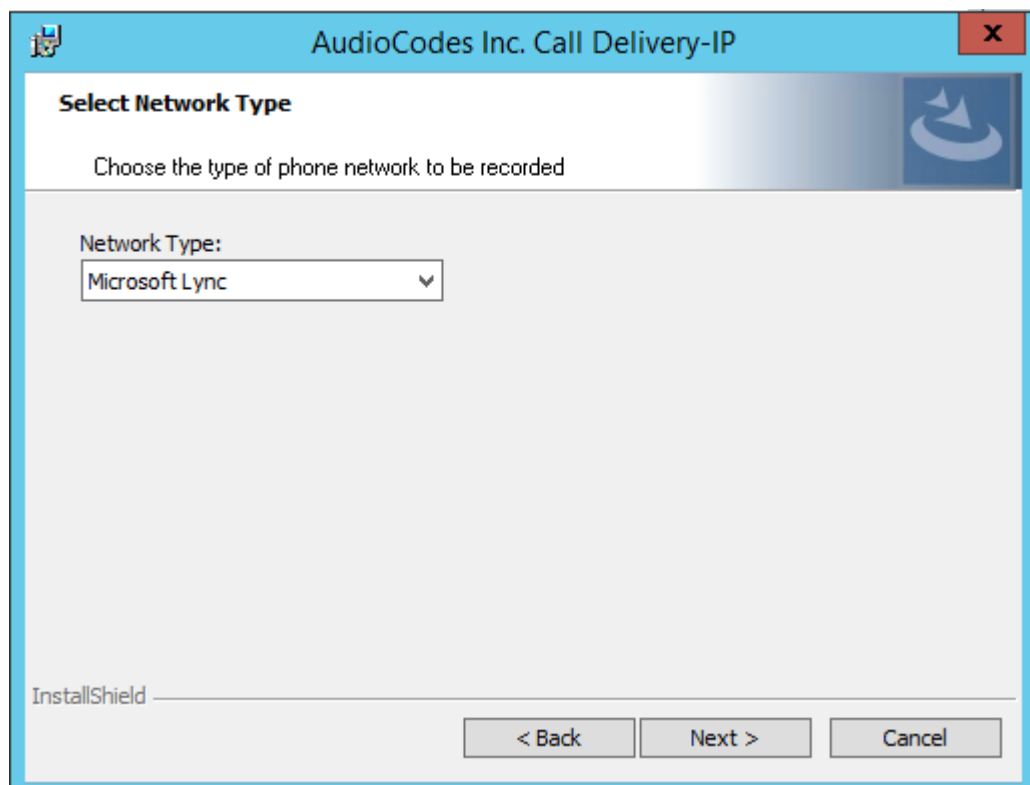 AudioCodes Inc. Call Delivery-IP
x
Select Network Type
Choose the type of phone network to be recorded
Network Type:
Microsoft Lync
InstallShield
< Back Next > Cancel